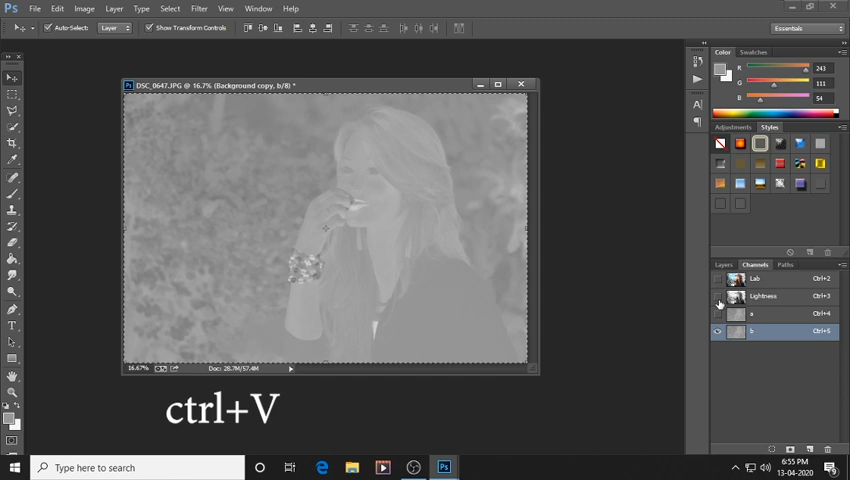 Ps File Edit Image Layer Type Select Filter View Window Help
Auto-Select: Layer Show Transform Controls Essentials
Ps DSC_0647.JPG @ 16.7% (Background copy, b/8) *
Color Swatches
R 243
G 111
B 54
Adjustments Styles
Layers Channels Paths
Lab Ctrl+2
Lightness Ctrl+3
a Ctrl+4
b Ctrl+5
16.67% Doc: 28.7M/57.4M
ctrl+V
Type here to search
6:55 PM
13-04-2020